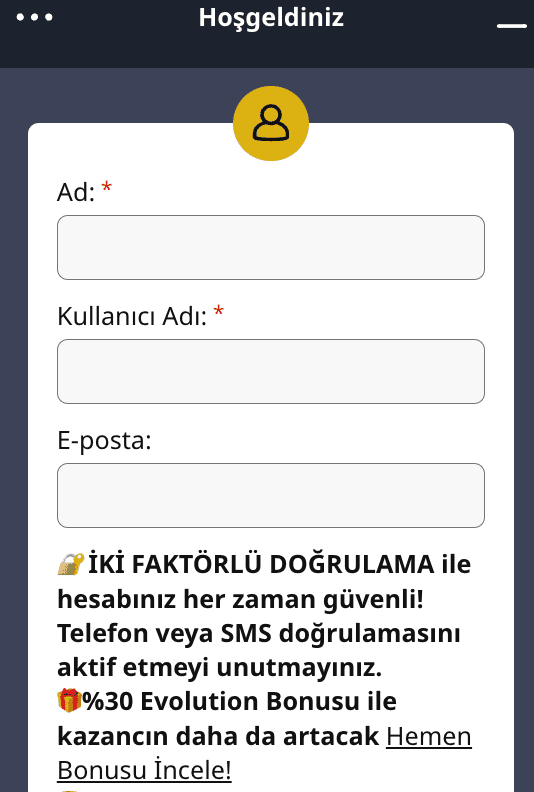 Hoşgeldiniz
Ad: *
Kullanıcı Adı: *
E-posta:
🔐İKİ FAKTÖRLÜ DOĞRULAMA ile
hesabınız her zaman güvenli!
Telefon veya SMS doğrulamasını
aktif etmeyi unutmayınız.
🎁%30 Evolution Bonusu ile
kazancın daha da artacak Hemen
Bonusu İncele!